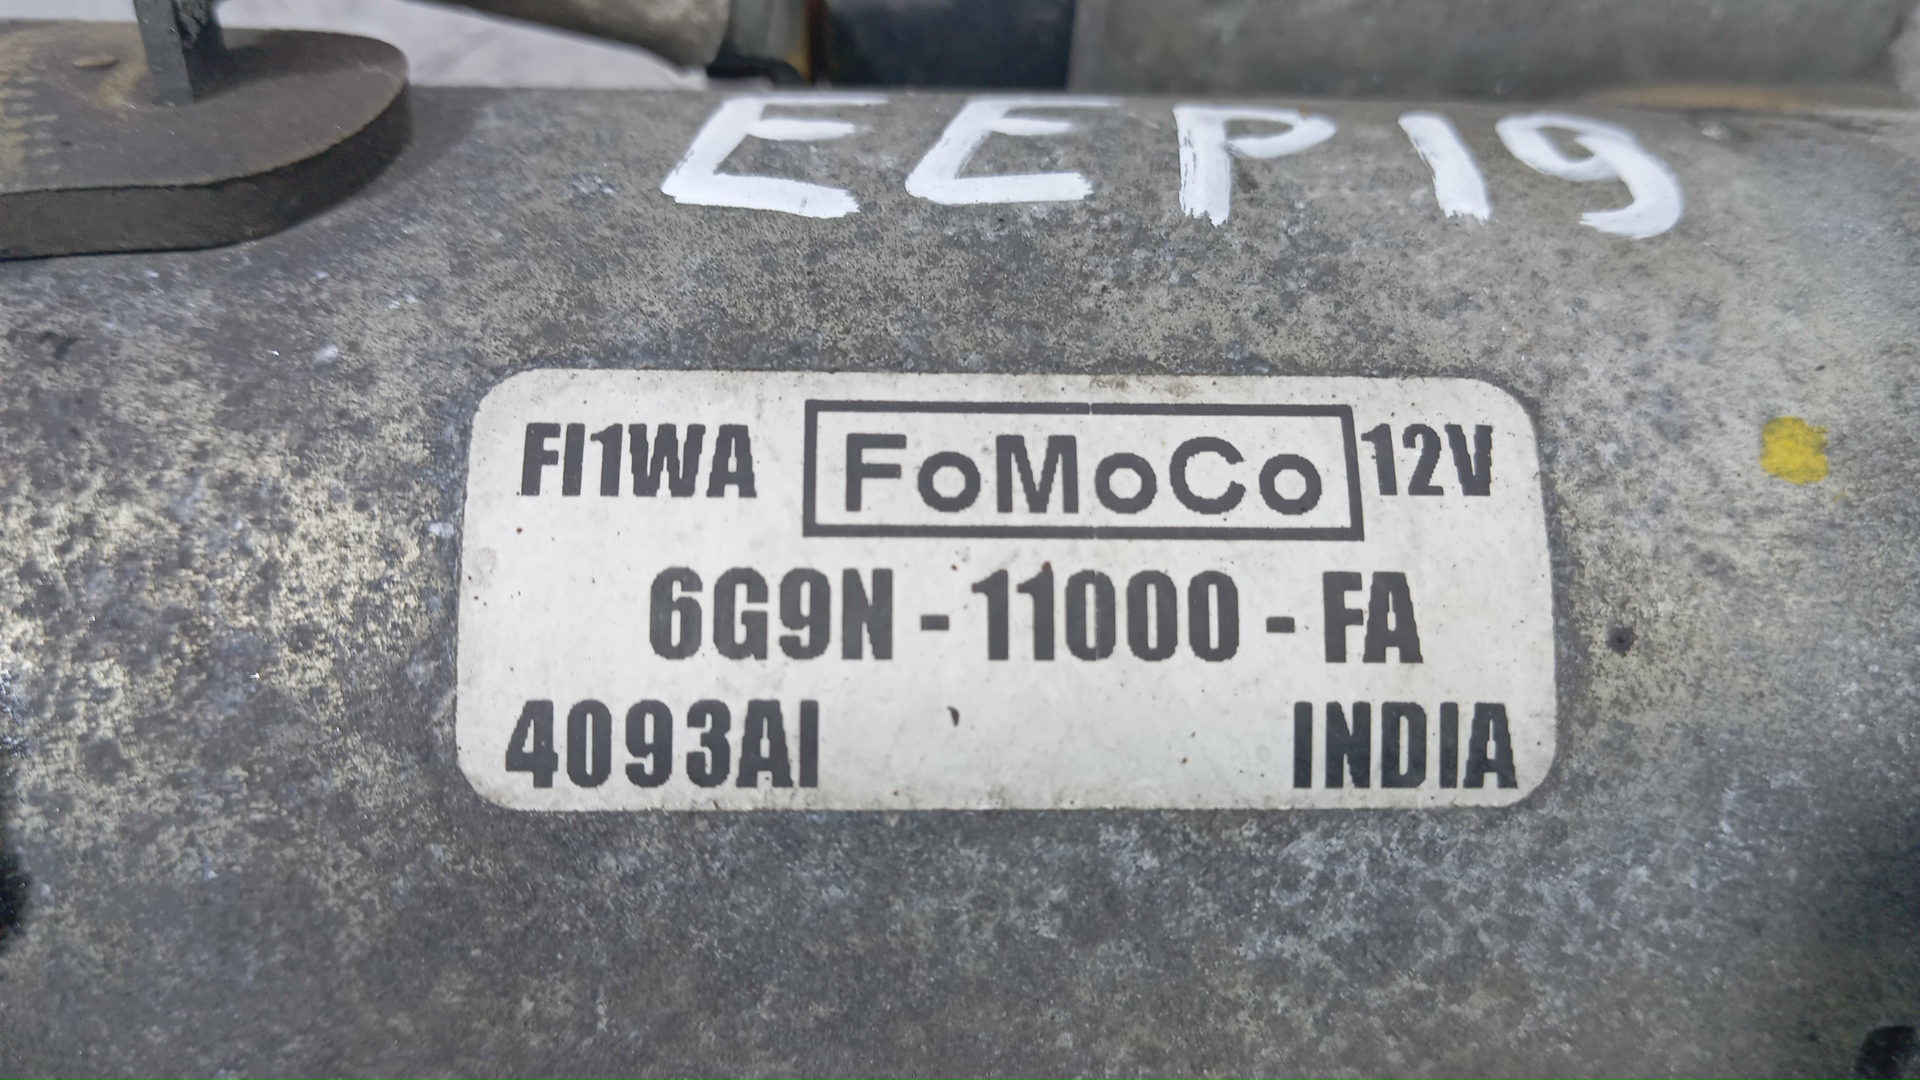 EEP19
FI1WA FoMoCo 12V
6G9N - 11000 - FA
4093AI INDIA